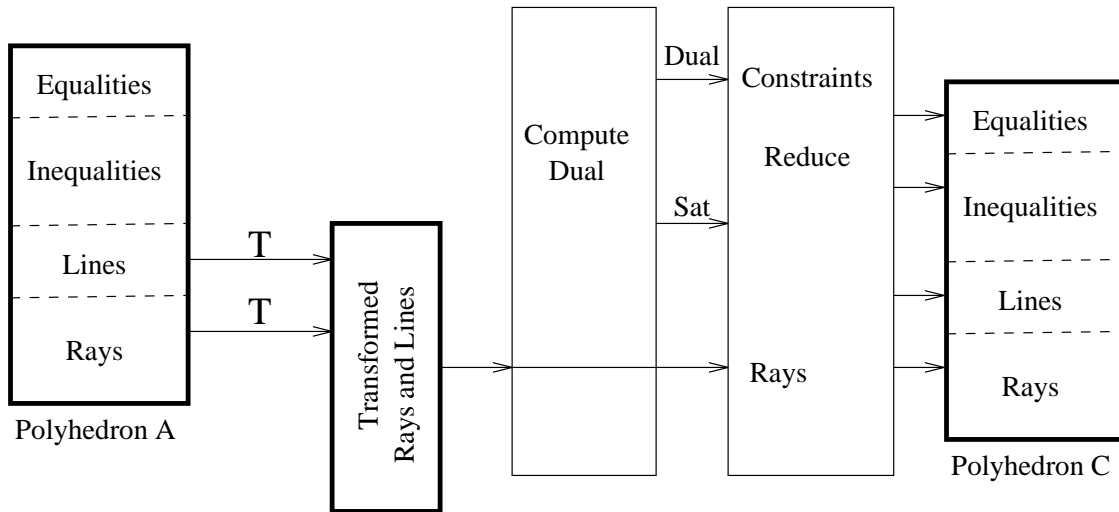 Equalities
Inequalities
Lines
Rays
Polyhedron A
T
T
Transformed
Rays and Lines
Compute
Dual
Dual
Sat
Constraints
Reduce
Rays
Equalities
Inequalities
Lines
Rays
Polyhedron C